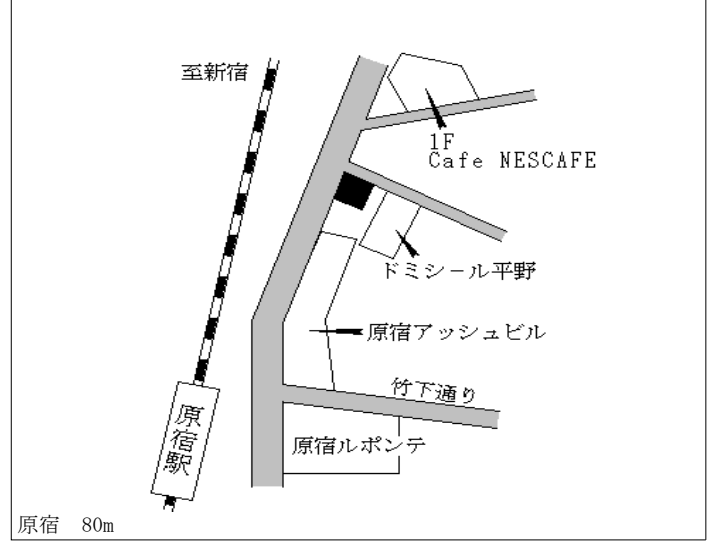 至新宿
1F
Cafe NESCAFE
ドミシール平野
原宿アッシュビル
竹下通り
原宿ルポンテ
原宿駅
原宿 80m